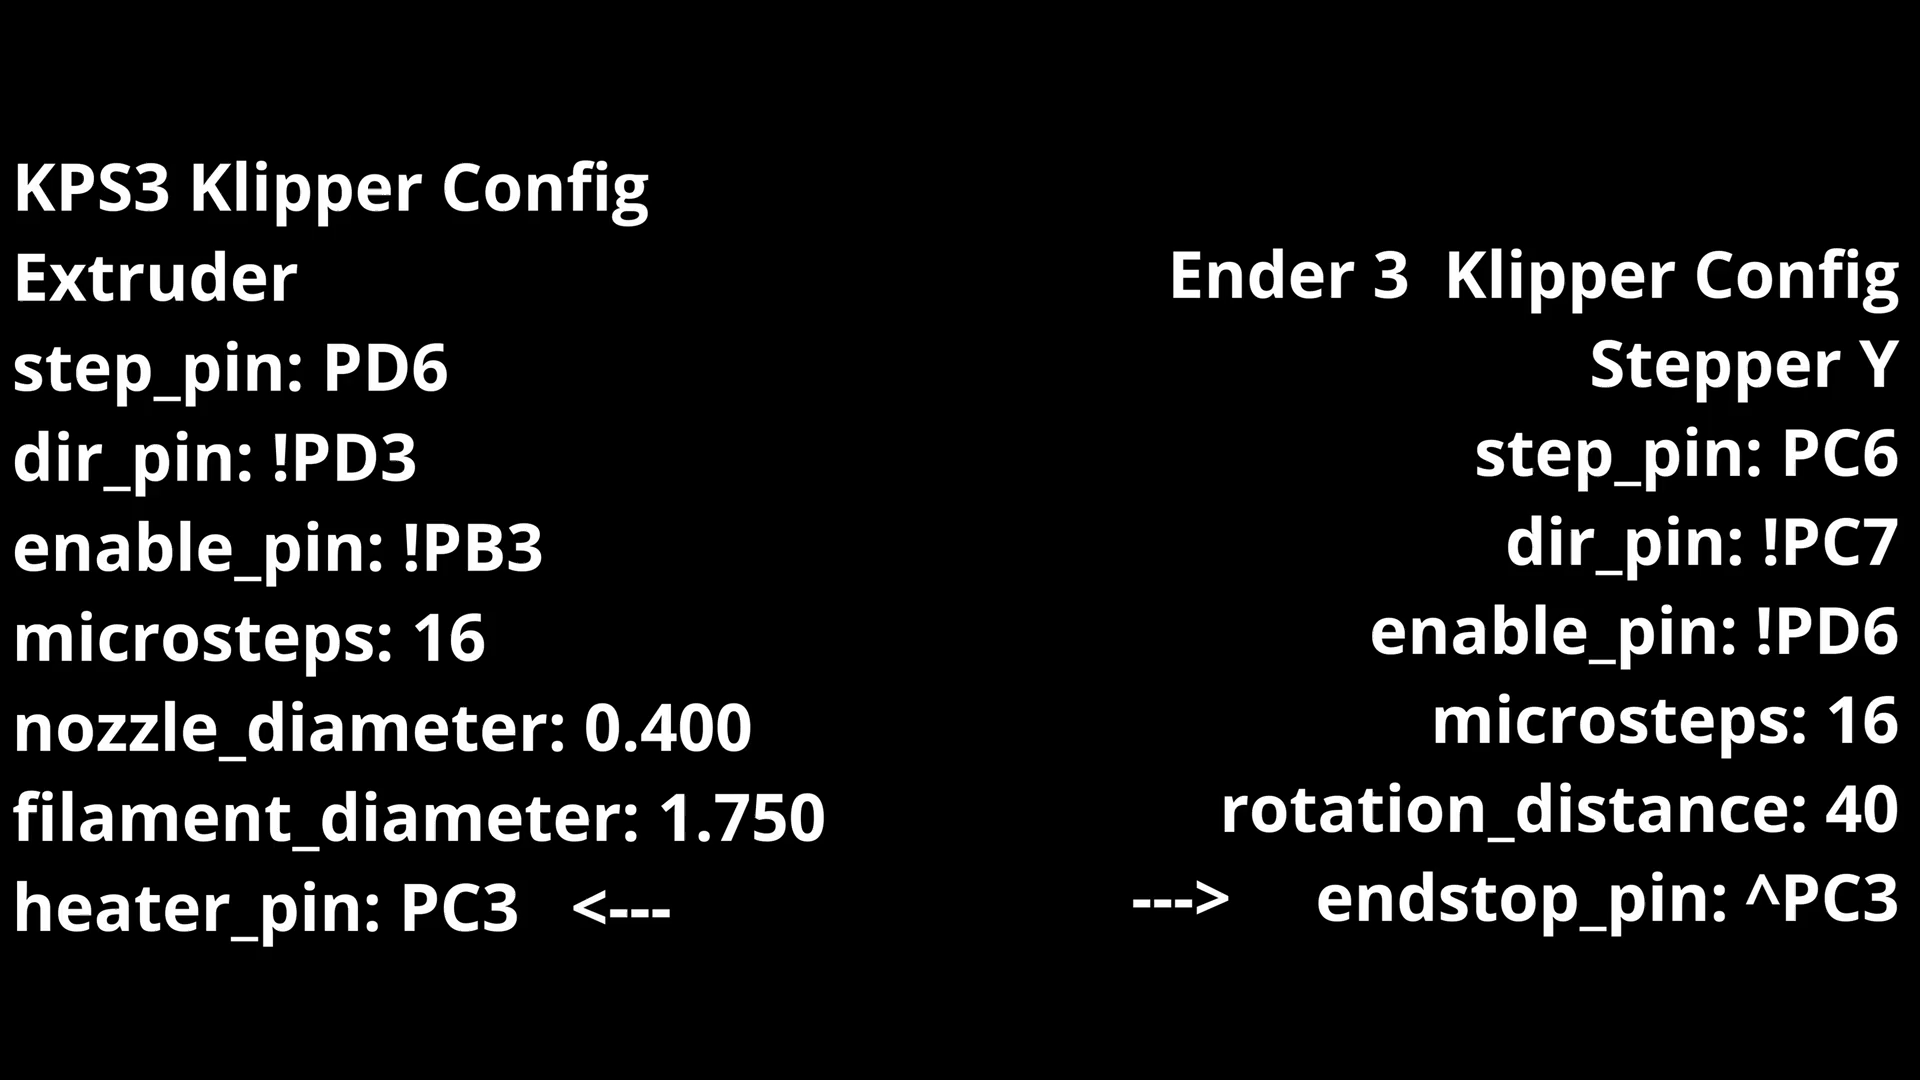 KPS3 Klipper Config
Extruder
step_pin: PD6
dir_pin: !PD3
enable_pin: !PB3
microsteps: 16
nozzle_diameter: 0.400
filament_diameter: 1.750
heater_pin: PC3 <---
Ender 3 Klipper Config
Stepper Y
step_pin: PC6
dir_pin: !PC7
enable_pin: !PD6
microsteps: 16
rotation_distance: 40
---> endstop_pin: ^PC3